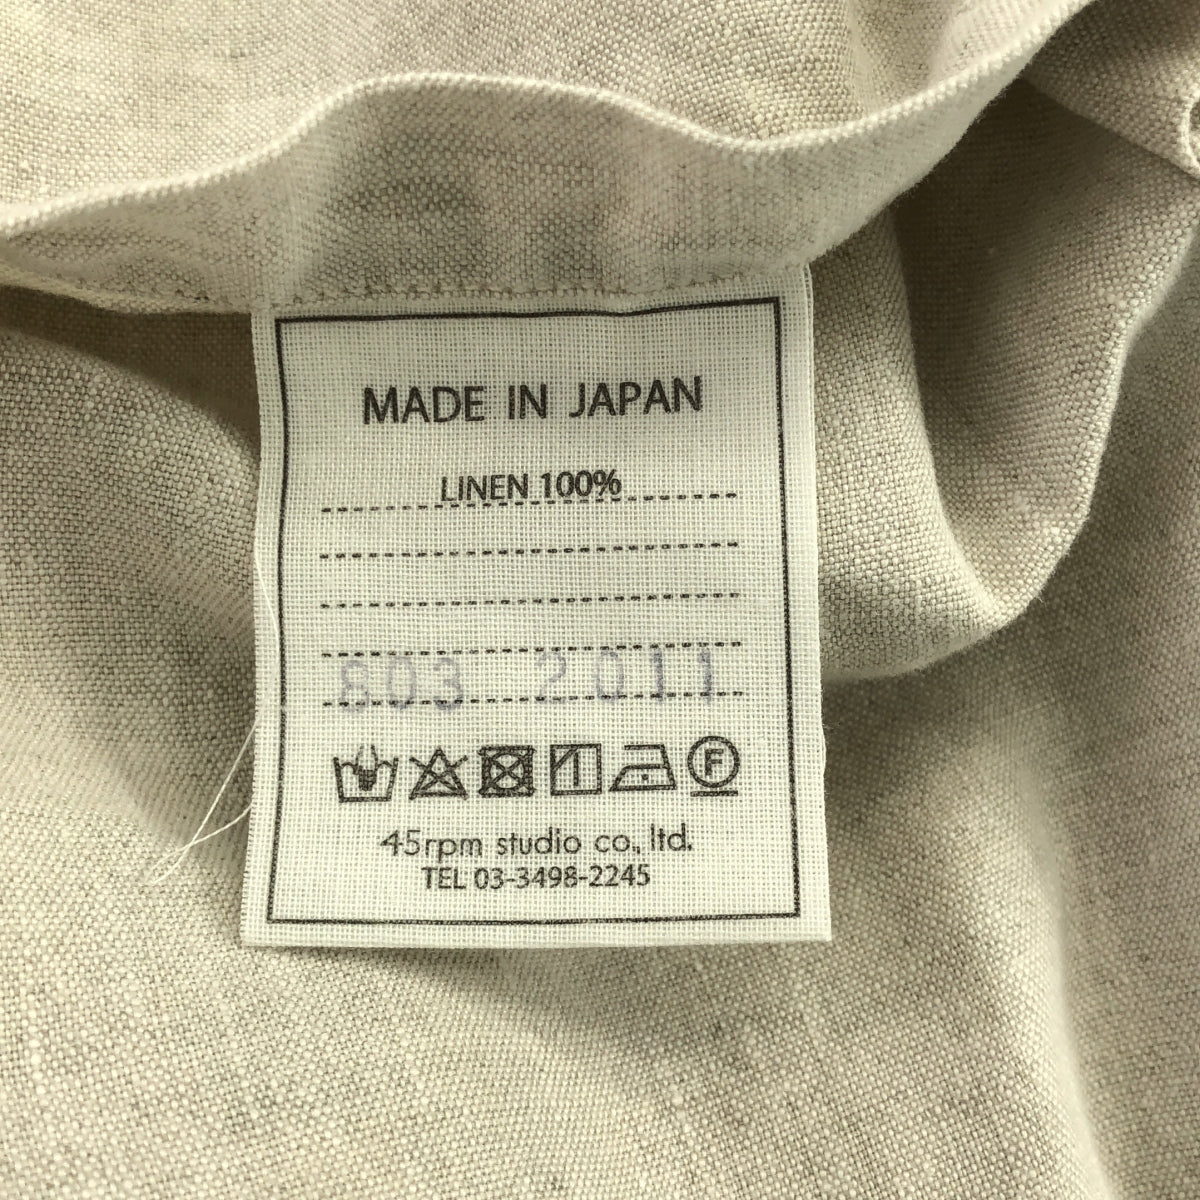 MADE IN JAPAN
LINEN 100%
803 2011
F
45rpm studio co., ltd.
TEL 03-3498-2245